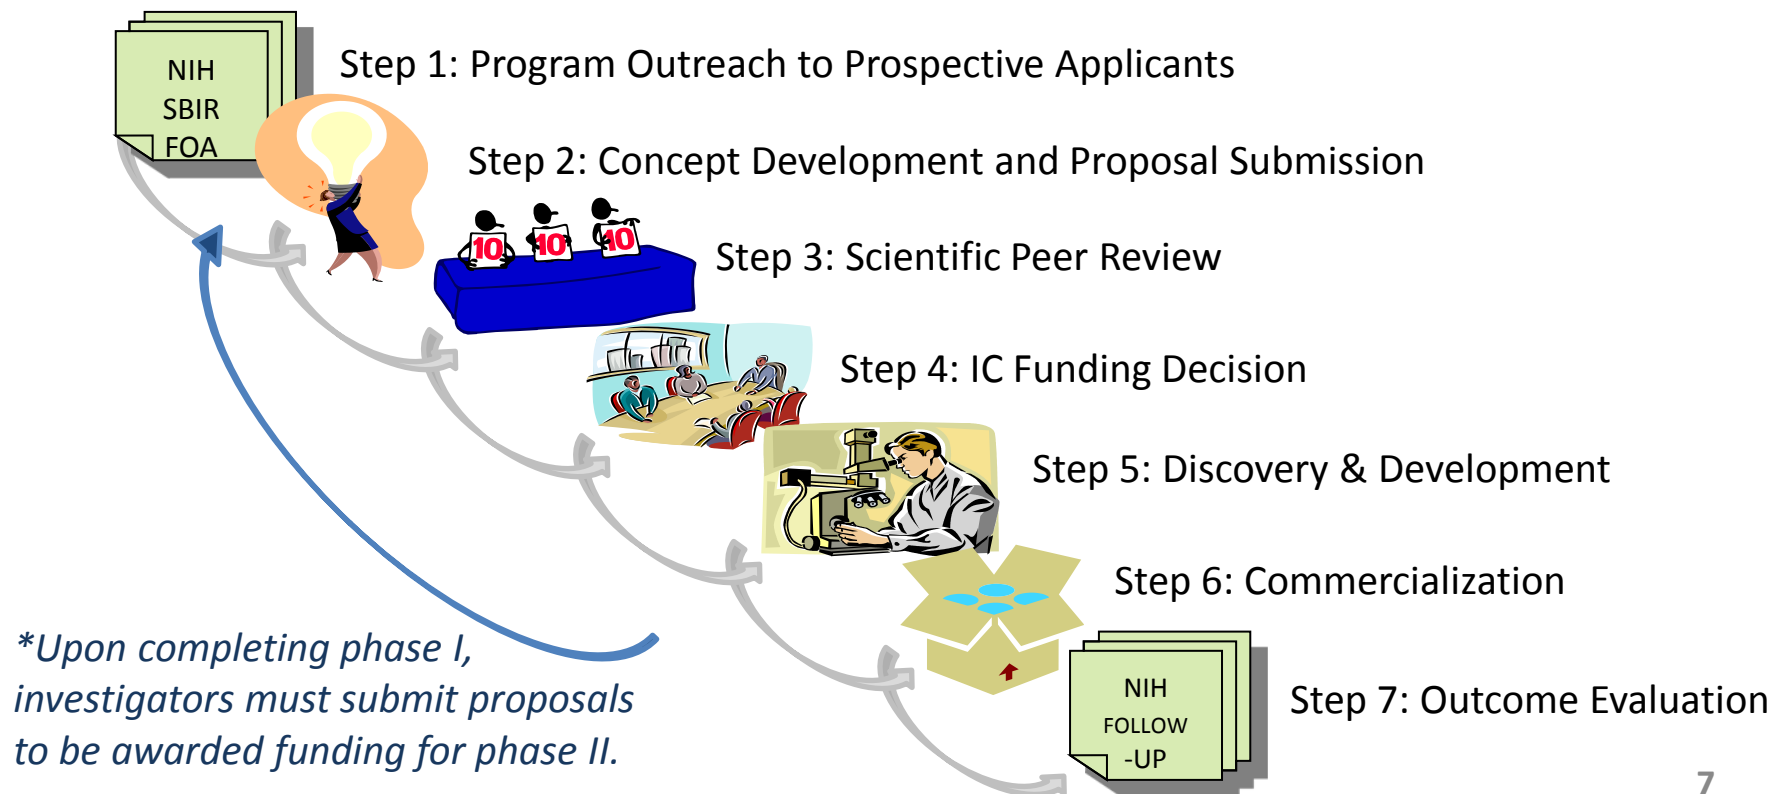 NIH
SBIR
FOA
Step 1: Program Outreach to Prospective Applicants
Step 2: Concept Development and Proposal Submission
10 10 10
Step 3: Scientific Peer Review
Step 4: IC Funding Decision
Step 5: Discovery & Development
Step 6: Commercialization
*Upon completing phase I,
investigators must submit proposals
to be awarded funding for phase II.
NIH
FOLLOW
-UP
Step 7: Outcome Evaluation
7